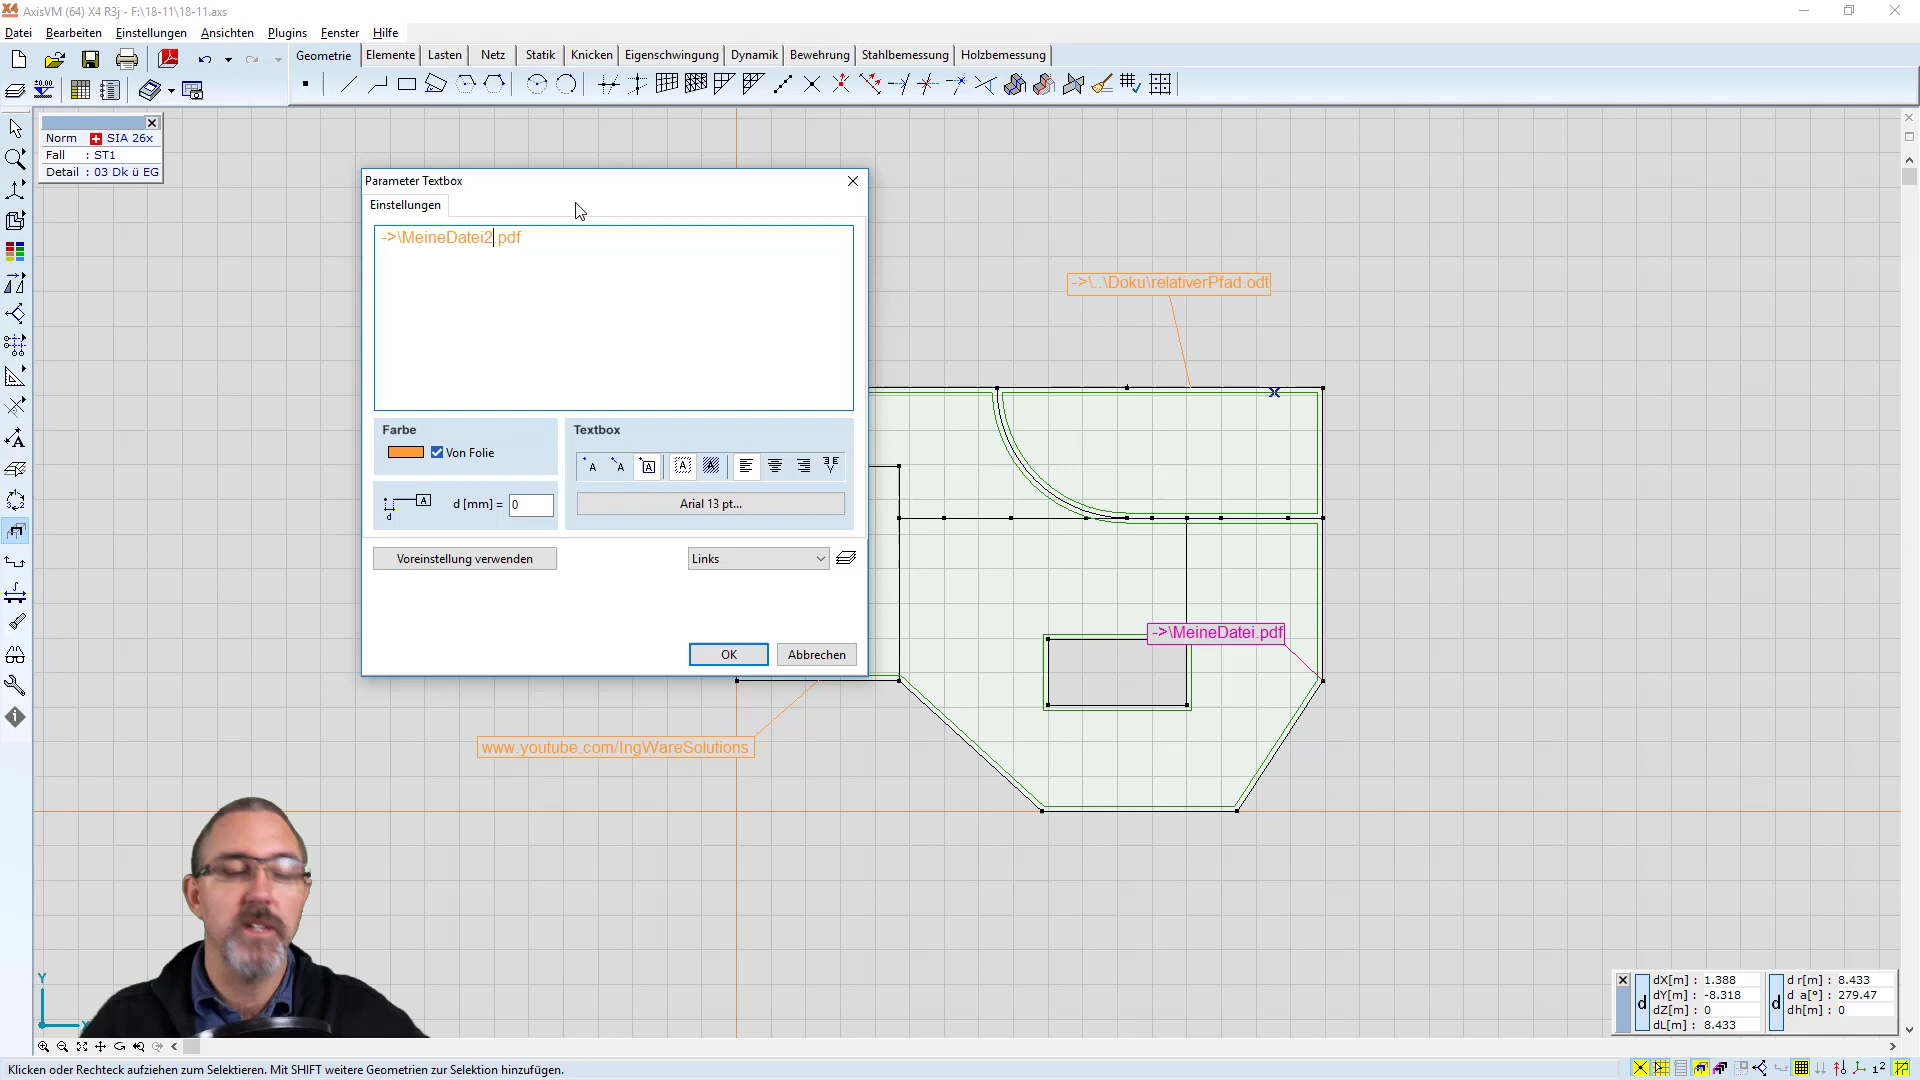 AxisVM (64) X4 R3j - F:\18-11\18-11.axs
Datei Bearbeiten Einstellungen Ansichten Plugins Fenster Hilfe
Geometrie Elemente Lasten Netz Statik Knicken Eigenschwingung Dynamik Bewehrung Stahlbemessung Holzbemessung
Norm SIA 26x
Fall : ST1
Detail : 03 Dk ü EG
Parameter Textbox
Einstellungen
->\MeineDatei2.pdf
Farbe
Von Folie
Textbox
d [mm] = 0
Arial 13 pt...
Voreinstellung verwenden
Links
OK
Abbrechen
->\..\Doku\relativerPfad.odt
->\MeineDatei.pdf
www.youtube.com/IngWareSolutions
Y
dX[m] : 1.388
dY[m] : -8.318
dZ[m] : 0
dL[m] : 8.433
d r[m] : 8.433
d a[°] : 279.47
dh[m] : 0
Klicken oder Rechteck aufziehen zum Selektieren. Mit SHIFT weitere Geometrien zur Selektion hinzufügen.